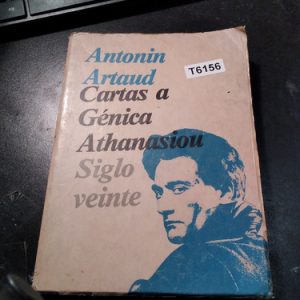 Antonin
Artaud
T6156
Cartas a
Génica
Athanasiou
Siglo
veinte